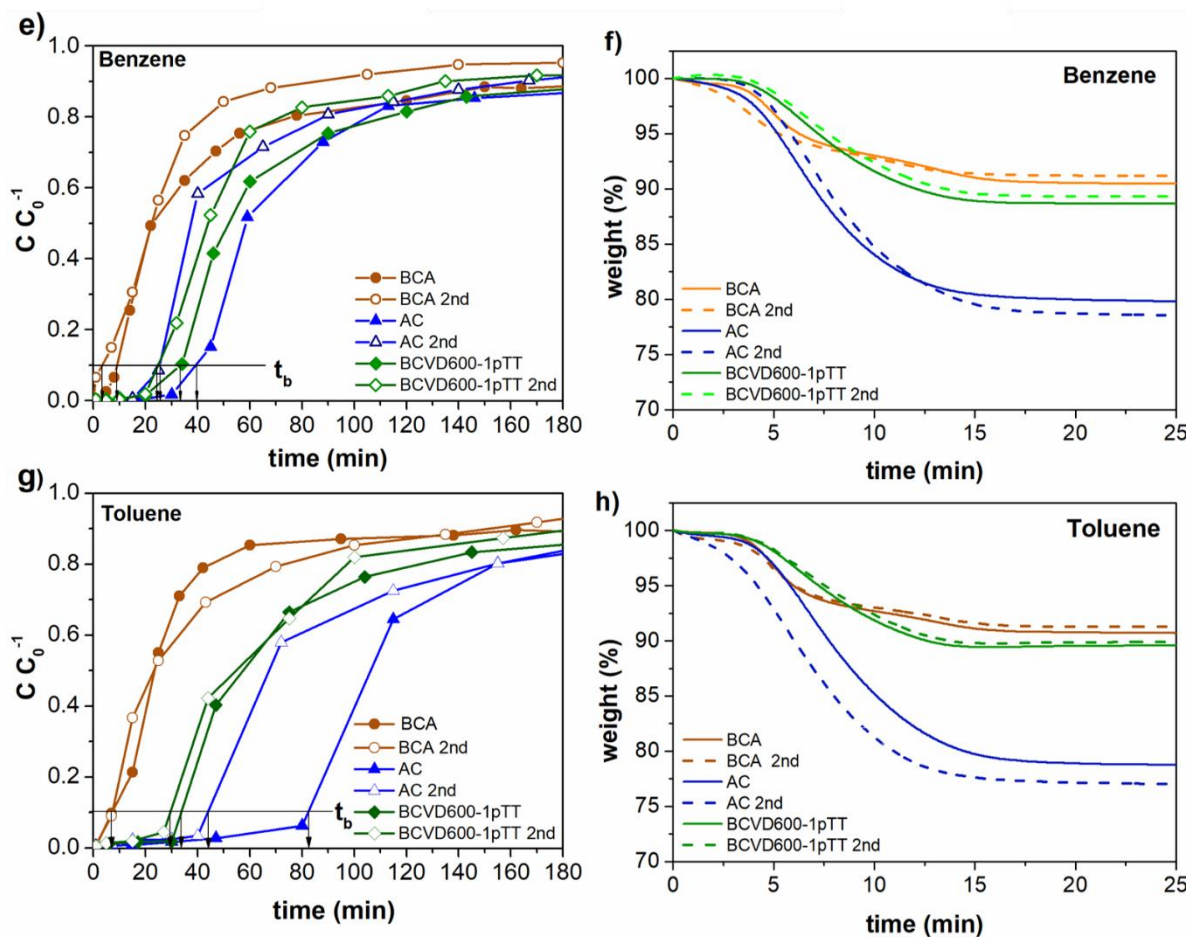 e)
Benzene
C C₀⁻¹
1.0
0.8
0.6
0.4
0.2
0.0
BCA
BCA 2nd
AC
AC 2nd
BCVD600-1pTT
BCVD600-1pTT 2nd
t_b
0 20 40 60 80 100 120 140 160 180
time (min)
f)
Benzene
weight (%)
100
95
90
85
80
75
70
BCA
BCA 2nd
AC
AC 2nd
BCVD600-1pTT
BCVD600-1pTT 2nd
0 5 10 15 20 25
time (min)
g)
Toluene
C C₀⁻¹
1.0
0.8
0.6
0.4
0.2
0.0
BCA
BCA 2nd
AC
AC 2nd
BCVD600-1pTT
BCVD600-1pTT 2nd
t_b
0 20 40 60 80 100 120 140 160 180
time (min)
h)
Toluene
weight (%)
100
95
90
85
80
75
70
BCA
BCA 2nd
AC
AC 2nd
BCVD600-1pTT
BCVD600-1pTT 2nd
0 5 10 15 20 25
time (min)